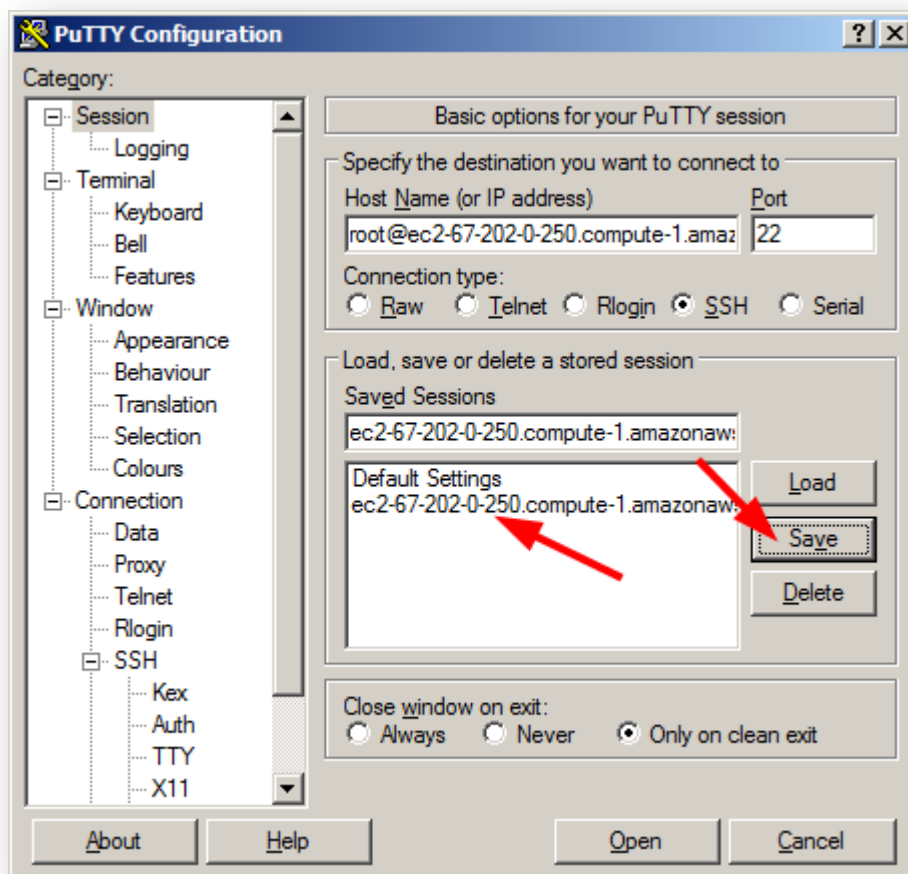 PuTTY Configuration
Category:
Session
Logging
Terminal
Keyboard
Bell
Features
Window
Appearance
Behaviour
Translation
Selection
Colours
Connection
Data
Proxy
Telnet
Rlogin
SSH
Kex
Auth
TTY
X11
Basic options for your PuTTY session
Specify the destination you want to connect to
Host Name (or IP address) Port
root@ec2-67-202-0-250.compute-1.amaz 22
Connection type:
Raw Telnet Rlogin SSH Serial
Load, save or delete a stored session
Saved Sessions
ec2-67-202-0-250.compute-1.amazonaws
Default Settings
ec2-67-202-0-250.compute-1.amazonaws
Load
Save
Delete
Close window on exit:
Always Never Only on clean exit
About Help Open Cancel